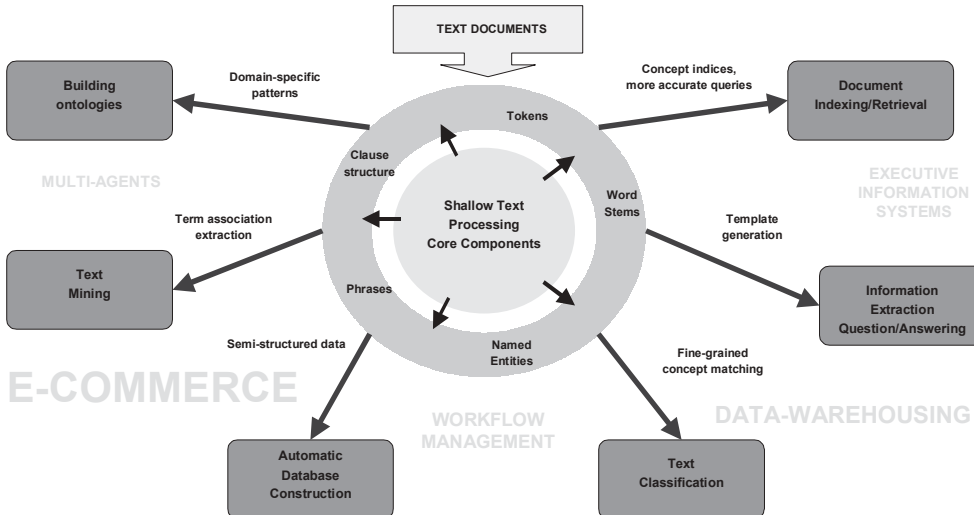 TEXT DOCUMENTS
Building
ontologies
Domain-specific
patterns
Concept indices,
more accurate queries
Document
Indexing/Retrieval
Tokens
Clause
structure
MULTI-AGENTS
EXECUTIVE
INFORMATION
SYSTEMS
Word
Stems
Shallow Text
Processing
Core Components
Term association
extraction
Template
generation
Text
Mining
Phrases
Information
Extraction
Question/Answering
Semi-structured data
Named
Entities
Fine-grained
concept matching
E-COMMERCE
WORKFLOW
MANAGEMENT
DATA-WAREHOUSING
Automatic
Database
Construction
Text
Classification